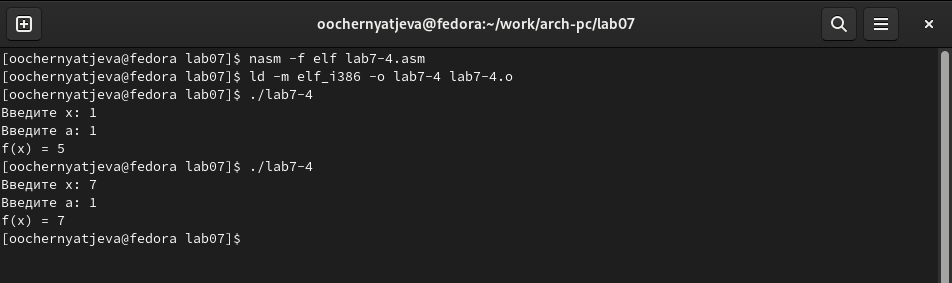 oochernyatjeva@fedora:~/work/arch-pc/lab07
[oochernyatjeva@fedora lab07]$ nasm -f elf lab7-4.asm
[oochernyatjeva@fedora lab07]$ ld -m elf_i386 -o lab7-4 lab7-4.o
[oochernyatjeva@fedora lab07]$ ./lab7-4
Введите x: 1
Введите a: 1
f(x) = 5
[oochernyatjeva@fedora lab07]$ ./lab7-4
Введите x: 7
Введите a: 1
f(x) = 7
[oochernyatjeva@fedora lab07]$